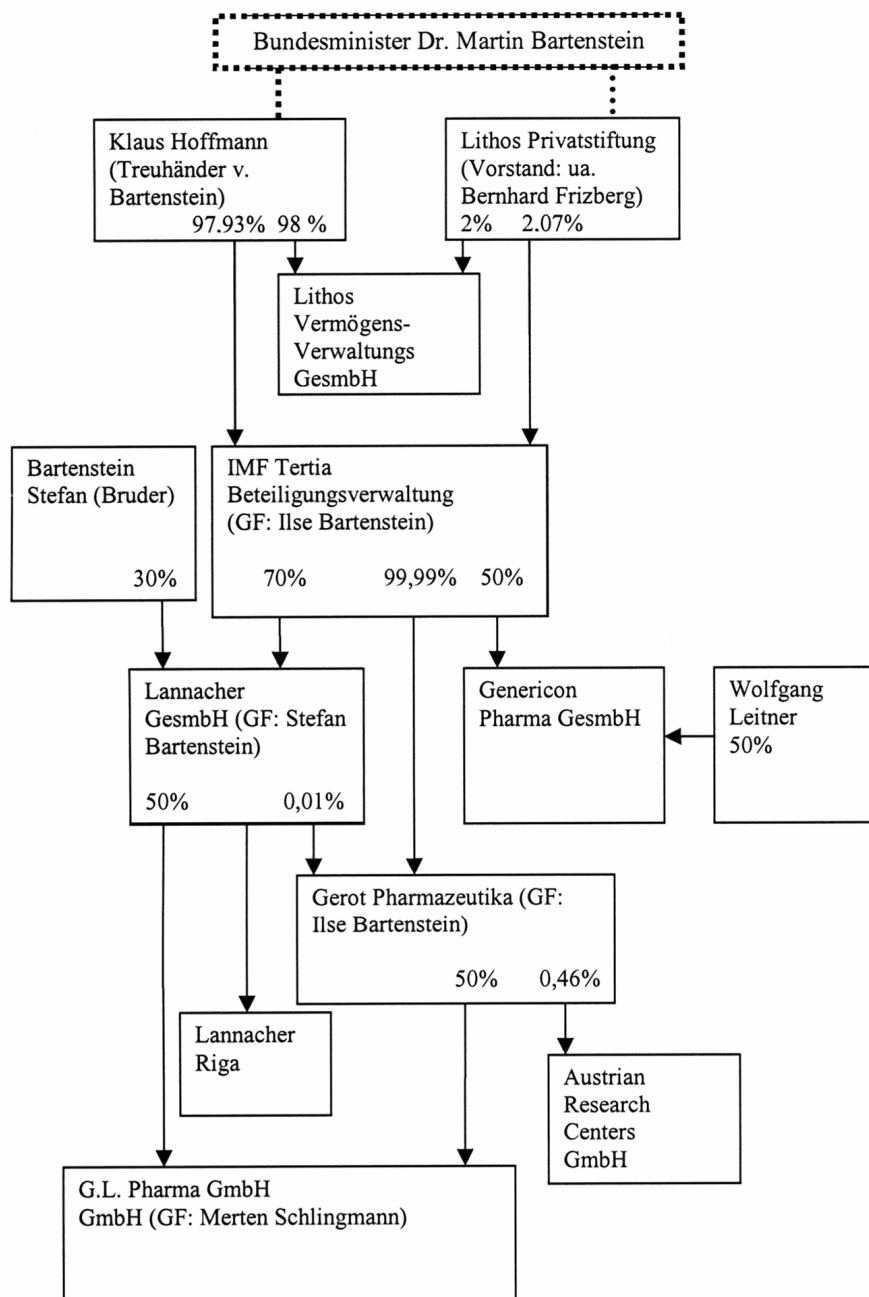 Bundesminister Dr. Martin Bartenstein
Klaus Hoffmann
(Treuhänder v.
Bartenstein)
97.93% 98 %
Lithos Privatstiftung
(Vorstand: ua.
Bernhard Frizberg)
2% 2.07%
Lithos
Vermögens-
Verwaltungs
GesmbH
Bartenstein
Stefan (Bruder)
30%
IMF Tertia
Beteiligungsverwaltung
(GF: Ilse Bartenstein)
70% 99,99% 50%
Lannacher
GesmbH (GF: Stefan
Bartenstein)
50% 0,01%
Genericon
Pharma GesmbH
Wolfgang
Leitner
50%
Gerot Pharmazeutika (GF:
Ilse Bartenstein)
50% 0,46%
Lannacher
Riga
Austrian
Research
Centers
GmbH
G.L. Pharma GmbH
GmbH (GF: Merten Schlingmann)